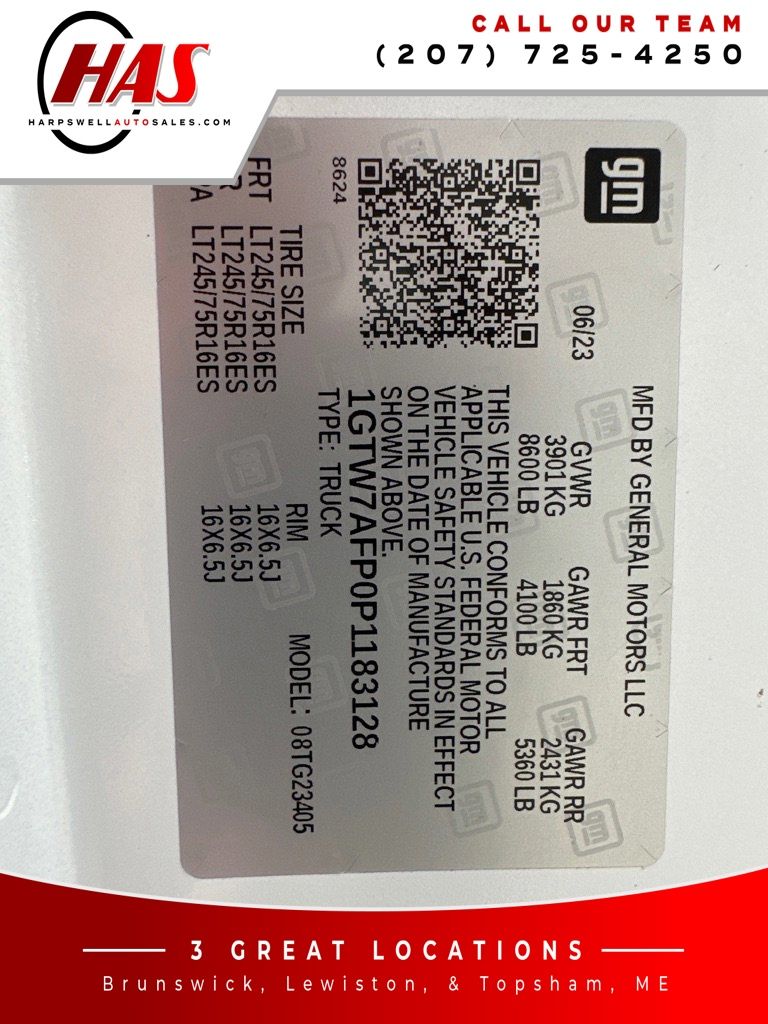 HAS
HARPSWELLAUTOSALES.COM
CALL OUR TEAM
(207) 725-4250
gm
MFD BY GENERAL MOTORS LLC
06/23
GVWR GAWR FRT GAWR RR
3901 KG 1860 KG 2431 KG
8600 LB 4100 LB 5360 LB
THIS VEHICLE CONFORMS TO ALL
APPLICABLE U.S. FEDERAL MOTOR
VEHICLE SAFETY STANDARDS IN EFFECT
ON THE DATE OF MANUFACTURE
SHOWN ABOVE.
1GTW7AFP0P1183128
TYPE: TRUCK
8624
TIRE SIZE RIM MODEL: 08TG23405
FRT LT245/75R16ES 16X6.5J
LT245/75R16ES 16X6.5J
LT245/75R16ES 16X6.5J
3 GREAT LOCATIONS
Brunswick, Lewiston, & Topsham, ME